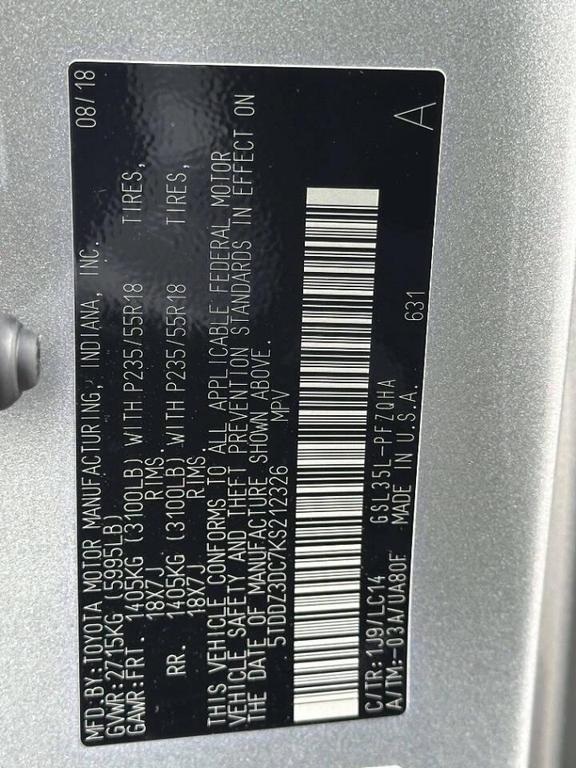 MFD.BY:TOYOTA MOTOR MANUFACTURING, INDIANA, INC. 08/18
GVWR:2715KG (5995LB)
GAWR:FRT. 1405KG (3100LB) WITH P235/55R18 TIRES,
18X7J RIMS.
RR. 1405KG (3100LB) WITH P235/55R18 TIRES,
18X7J RIMS.
THIS VEHICLE CONFORMS TO ALL APPLICABLE FEDERAL MOTOR
VEHICLE SAFETY AND THEFT PREVENTION STANDARDS IN EFFECT ON
THE DATE OF MANUFACTURE SHOWN ABOVE.
5TDDZ3DC7KS212326 MPV
C/TR:1J9/LC14 GSL35L-PFZQHA 631
A/TM:-03A/UA80F MADE IN U.S.A. A